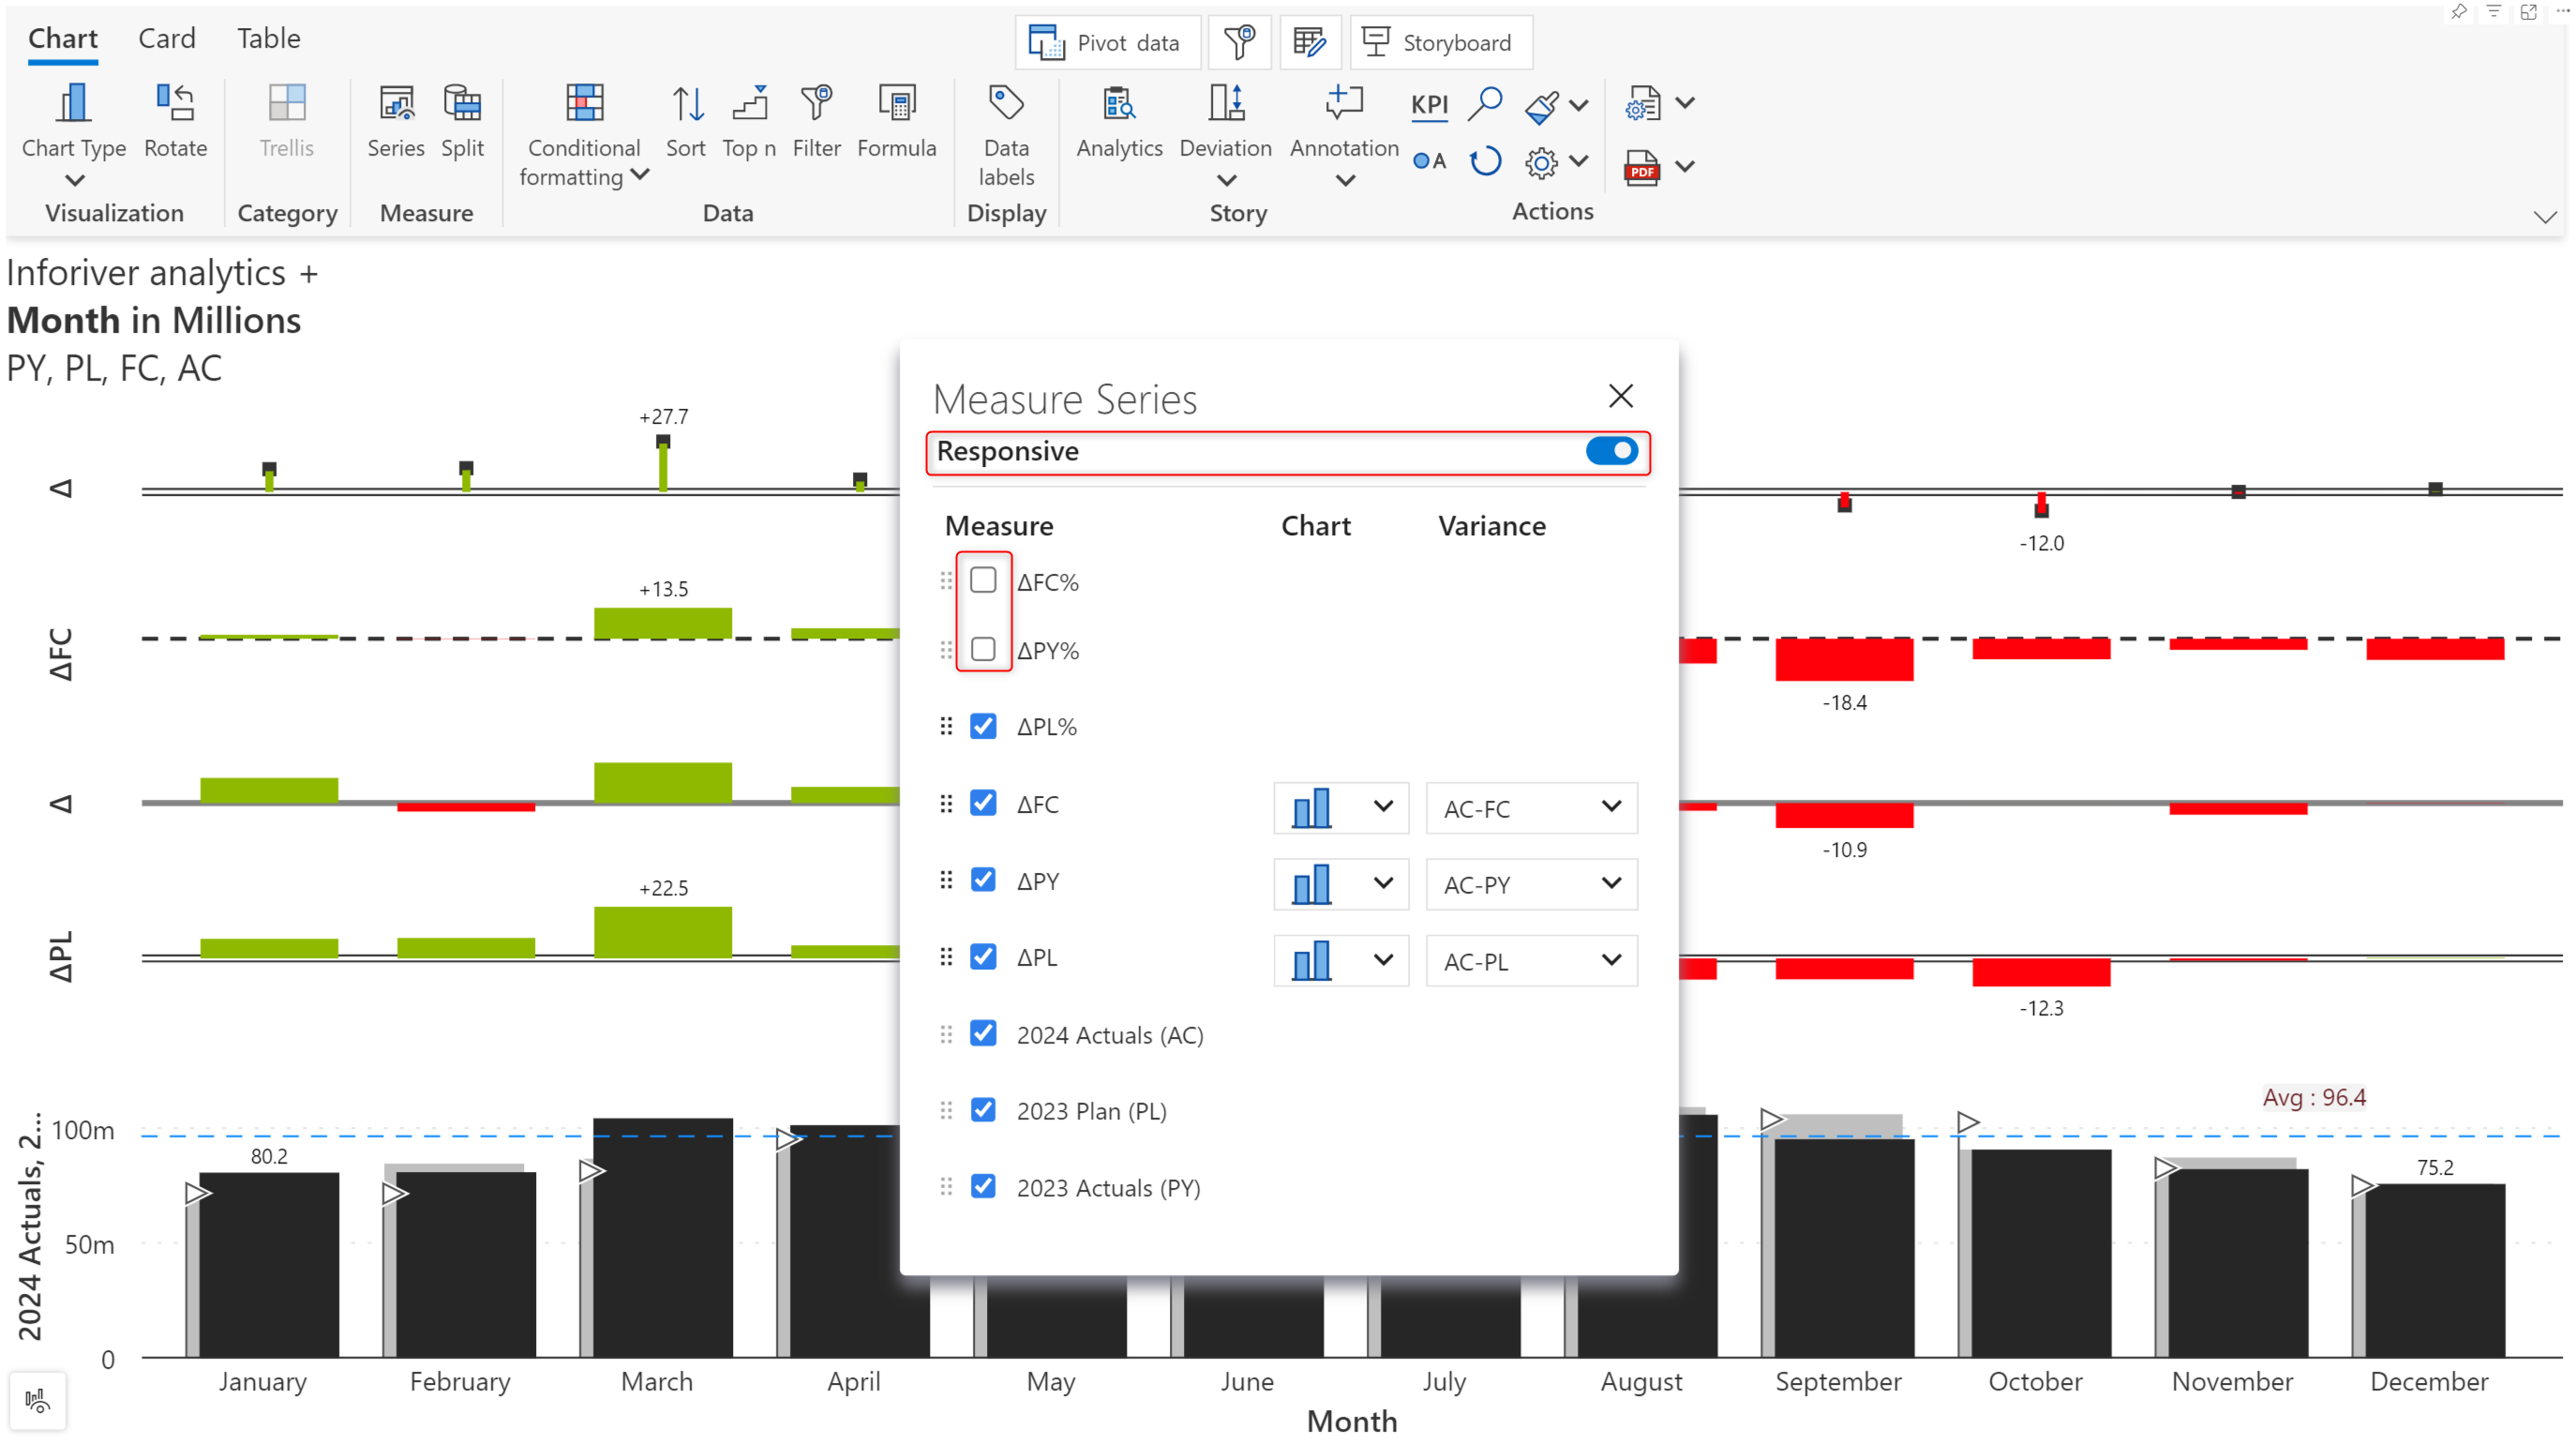 Chart Card Table
Pivot data
Storyboard
Chart Type
Rotate
Trellis
Series
Split
Conditional
formatting
Sort
Top n
Filter
Formula
Data
labels
Analytics
Deviation
Annotation
KPI
A
PDF
Visualization
Category
Measure
Data
Display
Story
Actions
Inforiver analytics +
Month in Millions
PY, PL, FC, AC
Δ
+27.7
-12.0
ΔFC
+13.5
-18.4
Δ
-10.9
ΔPL
+22.5
-12.3
Measure Series
Responsive
Measure Chart Variance
ΔFC%
ΔPY%
ΔPL%
ΔFC AC-FC
ΔPY AC-PY
ΔPL AC-PL
2024 Actuals (AC)
2023 Plan (PL)
2023 Actuals (PY)
2024 Actuals, 2...
100m
50m
0
80.2
Avg : 96.4
75.2
January February March April May June July August September October November December
Month